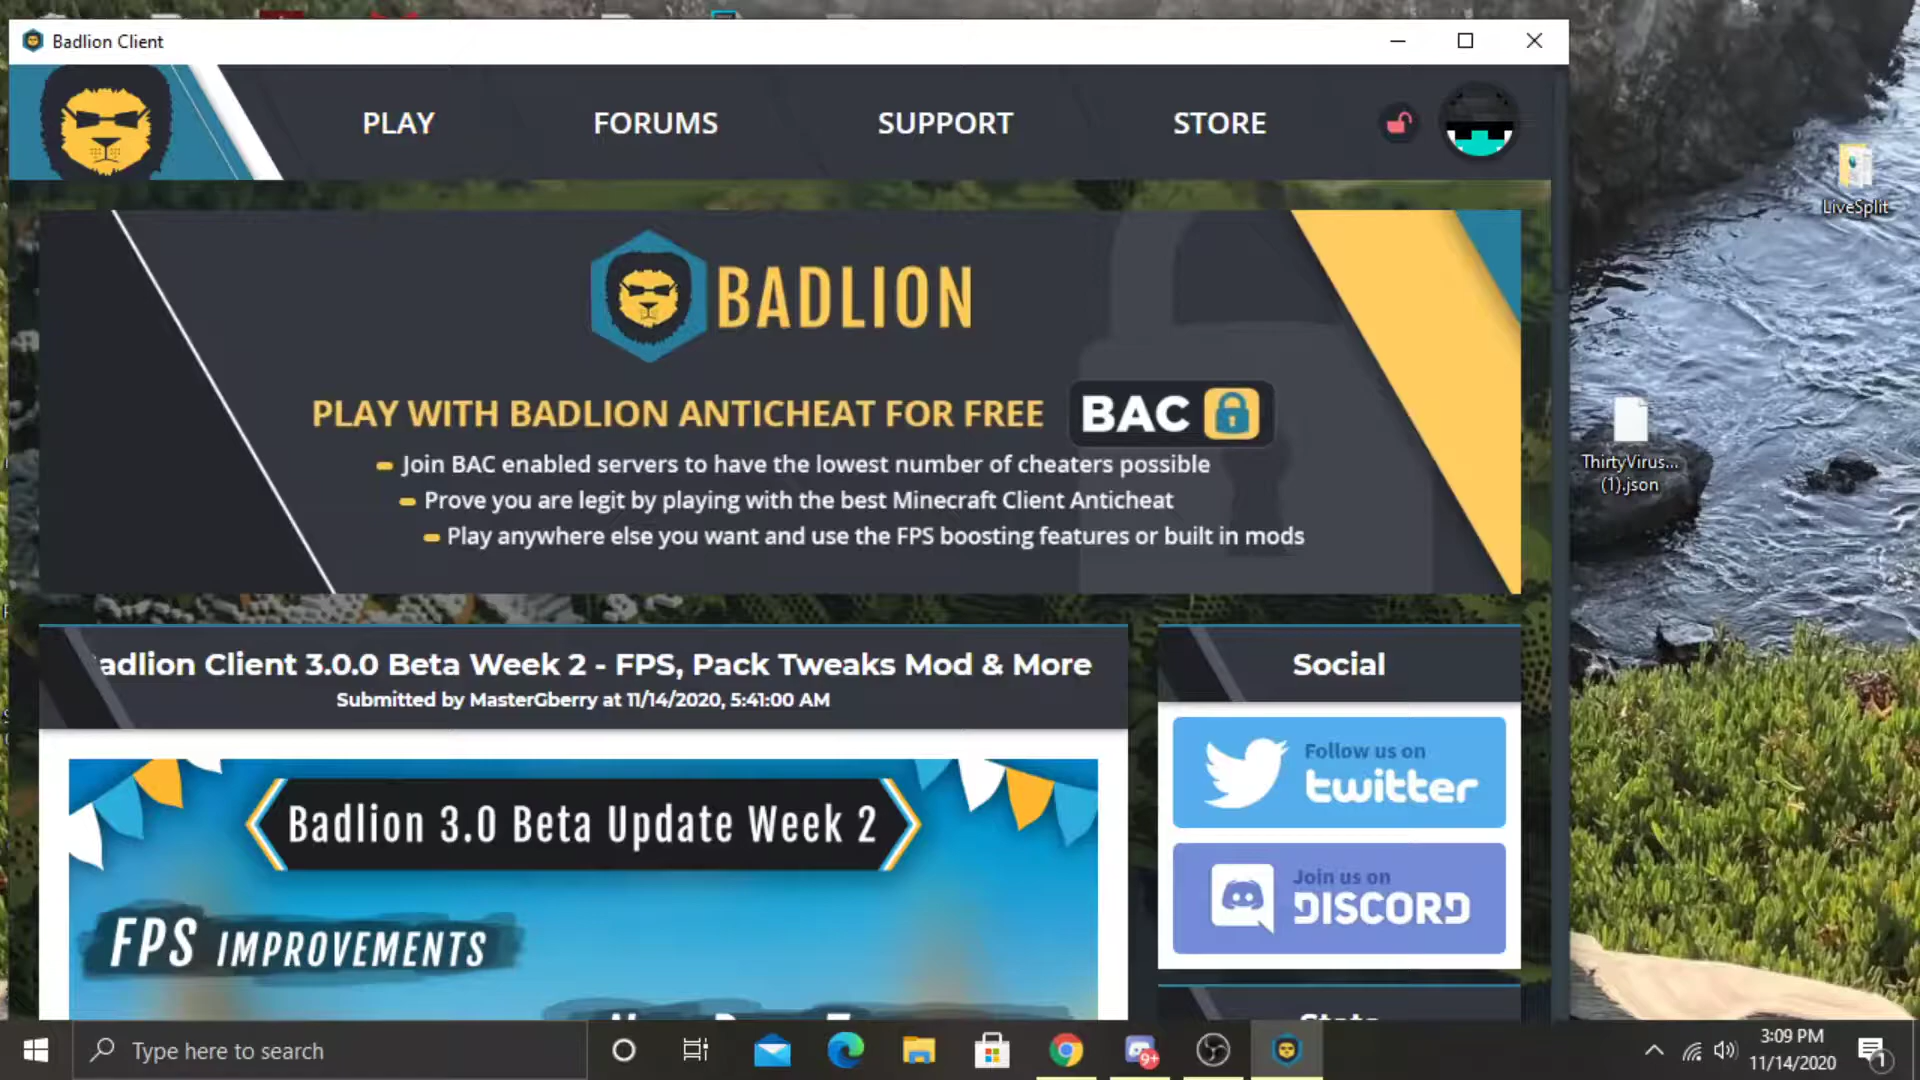 Badlion Client
PLAY
FORUMS
SUPPORT
STORE
BADLION
PLAY WITH BADLION ANTICHEAT FOR FREE
BAC
Join BAC enabled servers to have the lowest number of cheaters possible
Prove you are legit by playing with the best Minecraft Client Anticheat
Play anywhere else you want and use the FPS boosting features or built in mods
LiveSplit
ThirtyVirus...
(1).json
adlion Client 3.0.0 Beta Week 2 - FPS, Pack Tweaks Mod & More
Submitted by MasterGberry at 11/14/2020, 5:41:00 AM
Badlion 3.0 Beta Update Week 2
FPS IMPROVEMENTS
Social
Follow us on
twitter
Join us on
DISCORD
Type here to search
9+
3:09 PM
11/14/2020
1